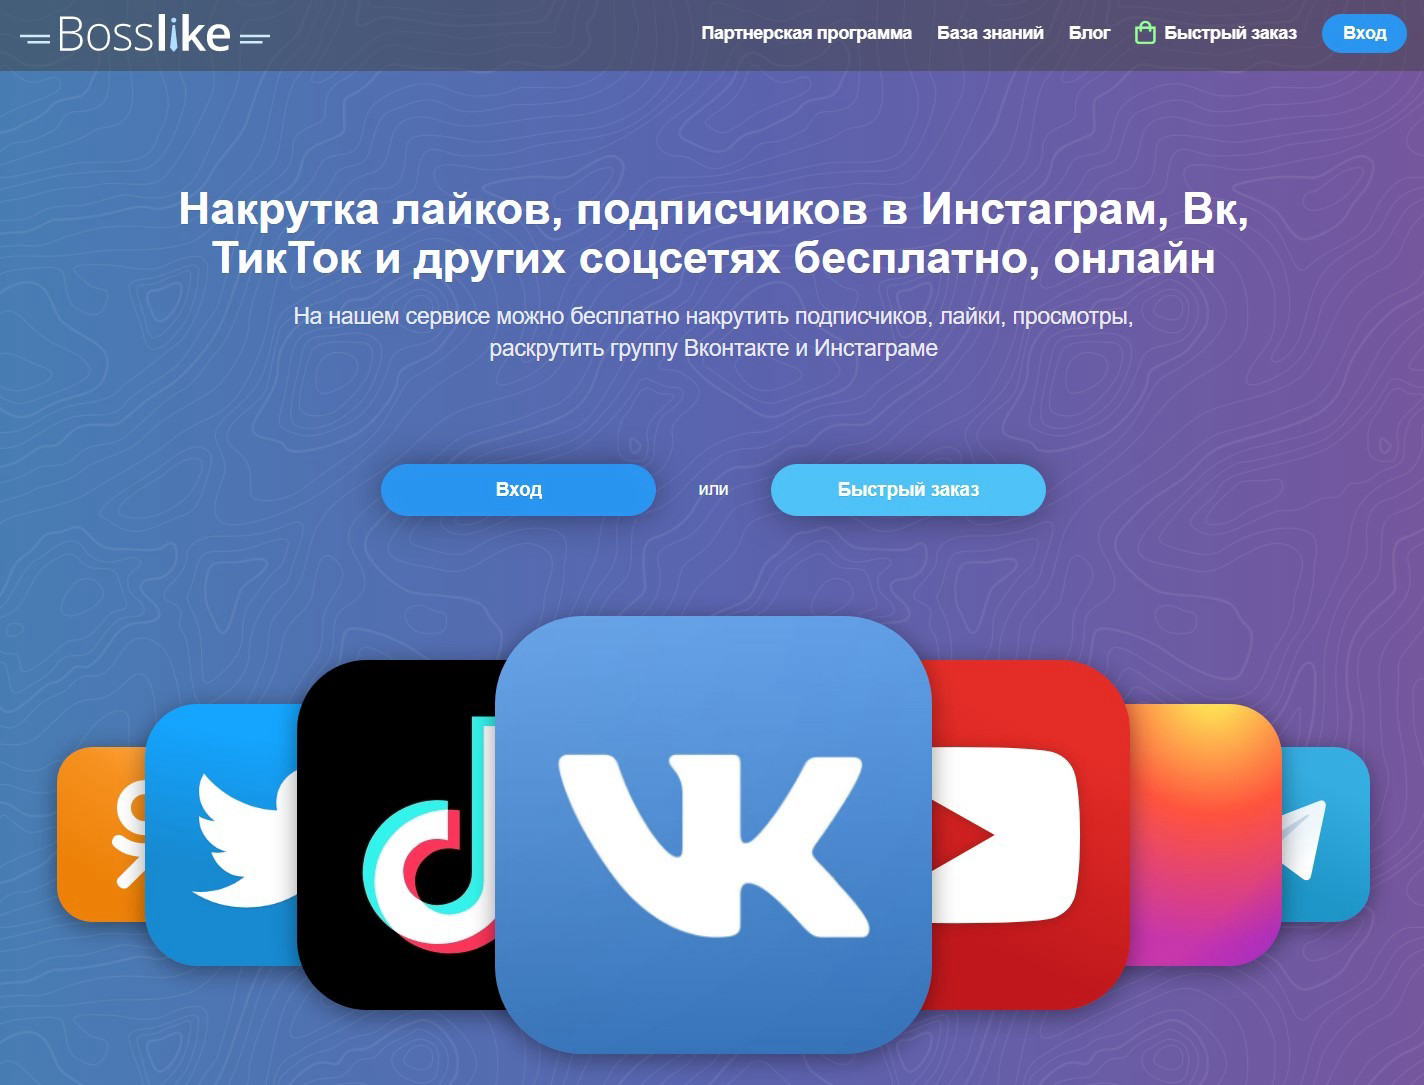 Bosslike
Партнерская программа
База знаний
Блог
Быстрый заказ
Вход
Накрутка лайков, подписчиков в Инстаграм, Вк,
ТикТок и других соцсетях бесплатно, онлайн
На нашем сервисе можно бесплатно накрутить подписчиков, лайки, просмотры,
раскрутить группу Вконтакте и Инстаграме
Вход
или
Быстрый заказ